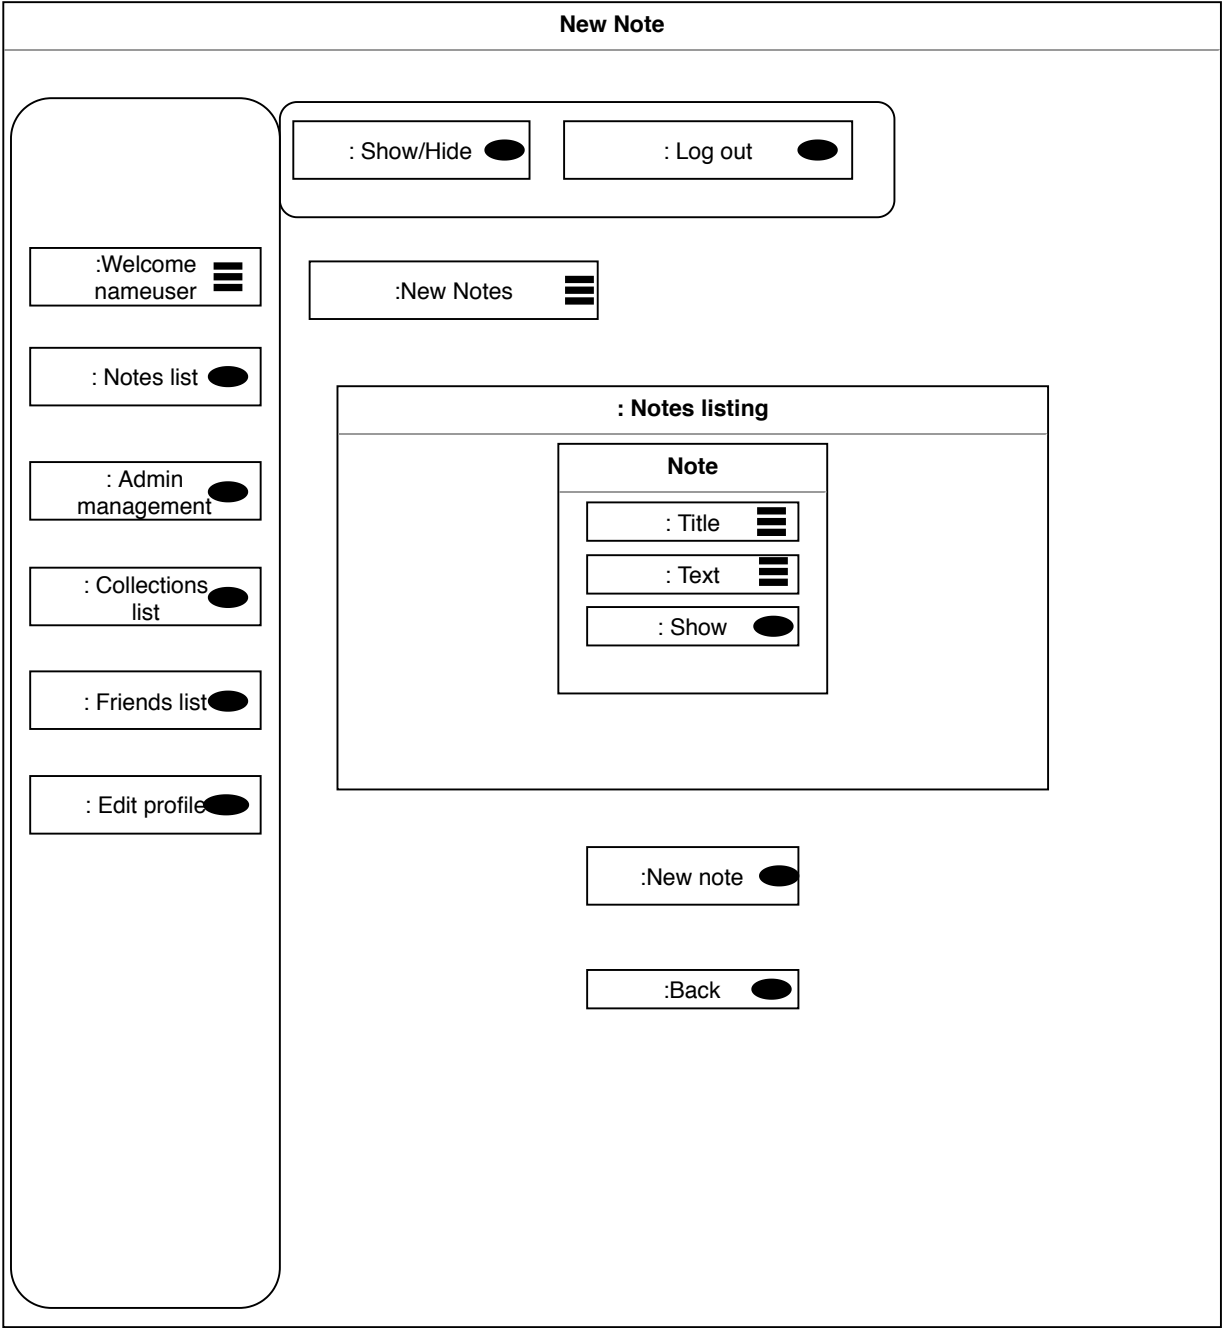 New Note
: Show/Hide
: Log out
:Welcome
nameuser
:New Notes
: Notes list
: Admin
management
: Collections
list
: Friends list
: Edit profile
: Notes listing
Note
: Title
: Text
: Show
:New note
:Back